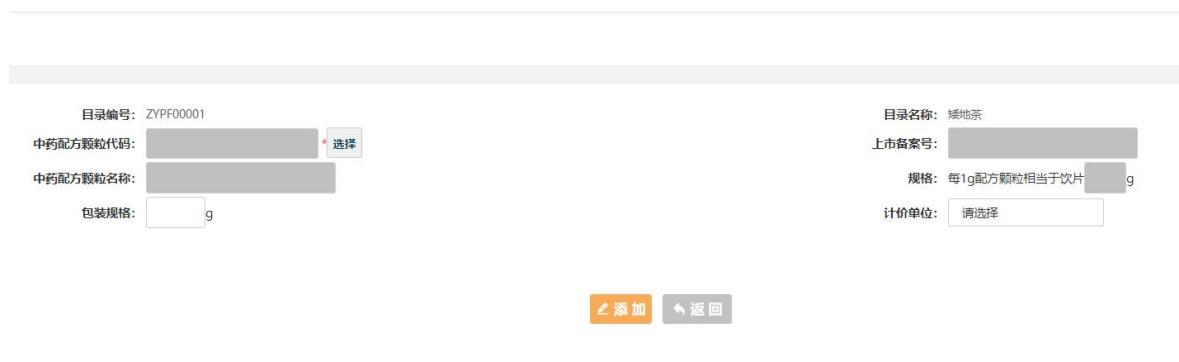 目录编号： ZYPF00001 目录名称： 矮地茶
中药配方颗粒代码： * 选择 上市备案号：
中药配方颗粒名称： 规格： 每1g配方颗粒相当于饮片 g
包装规格： g 计价单位： 请选择
添加 返回